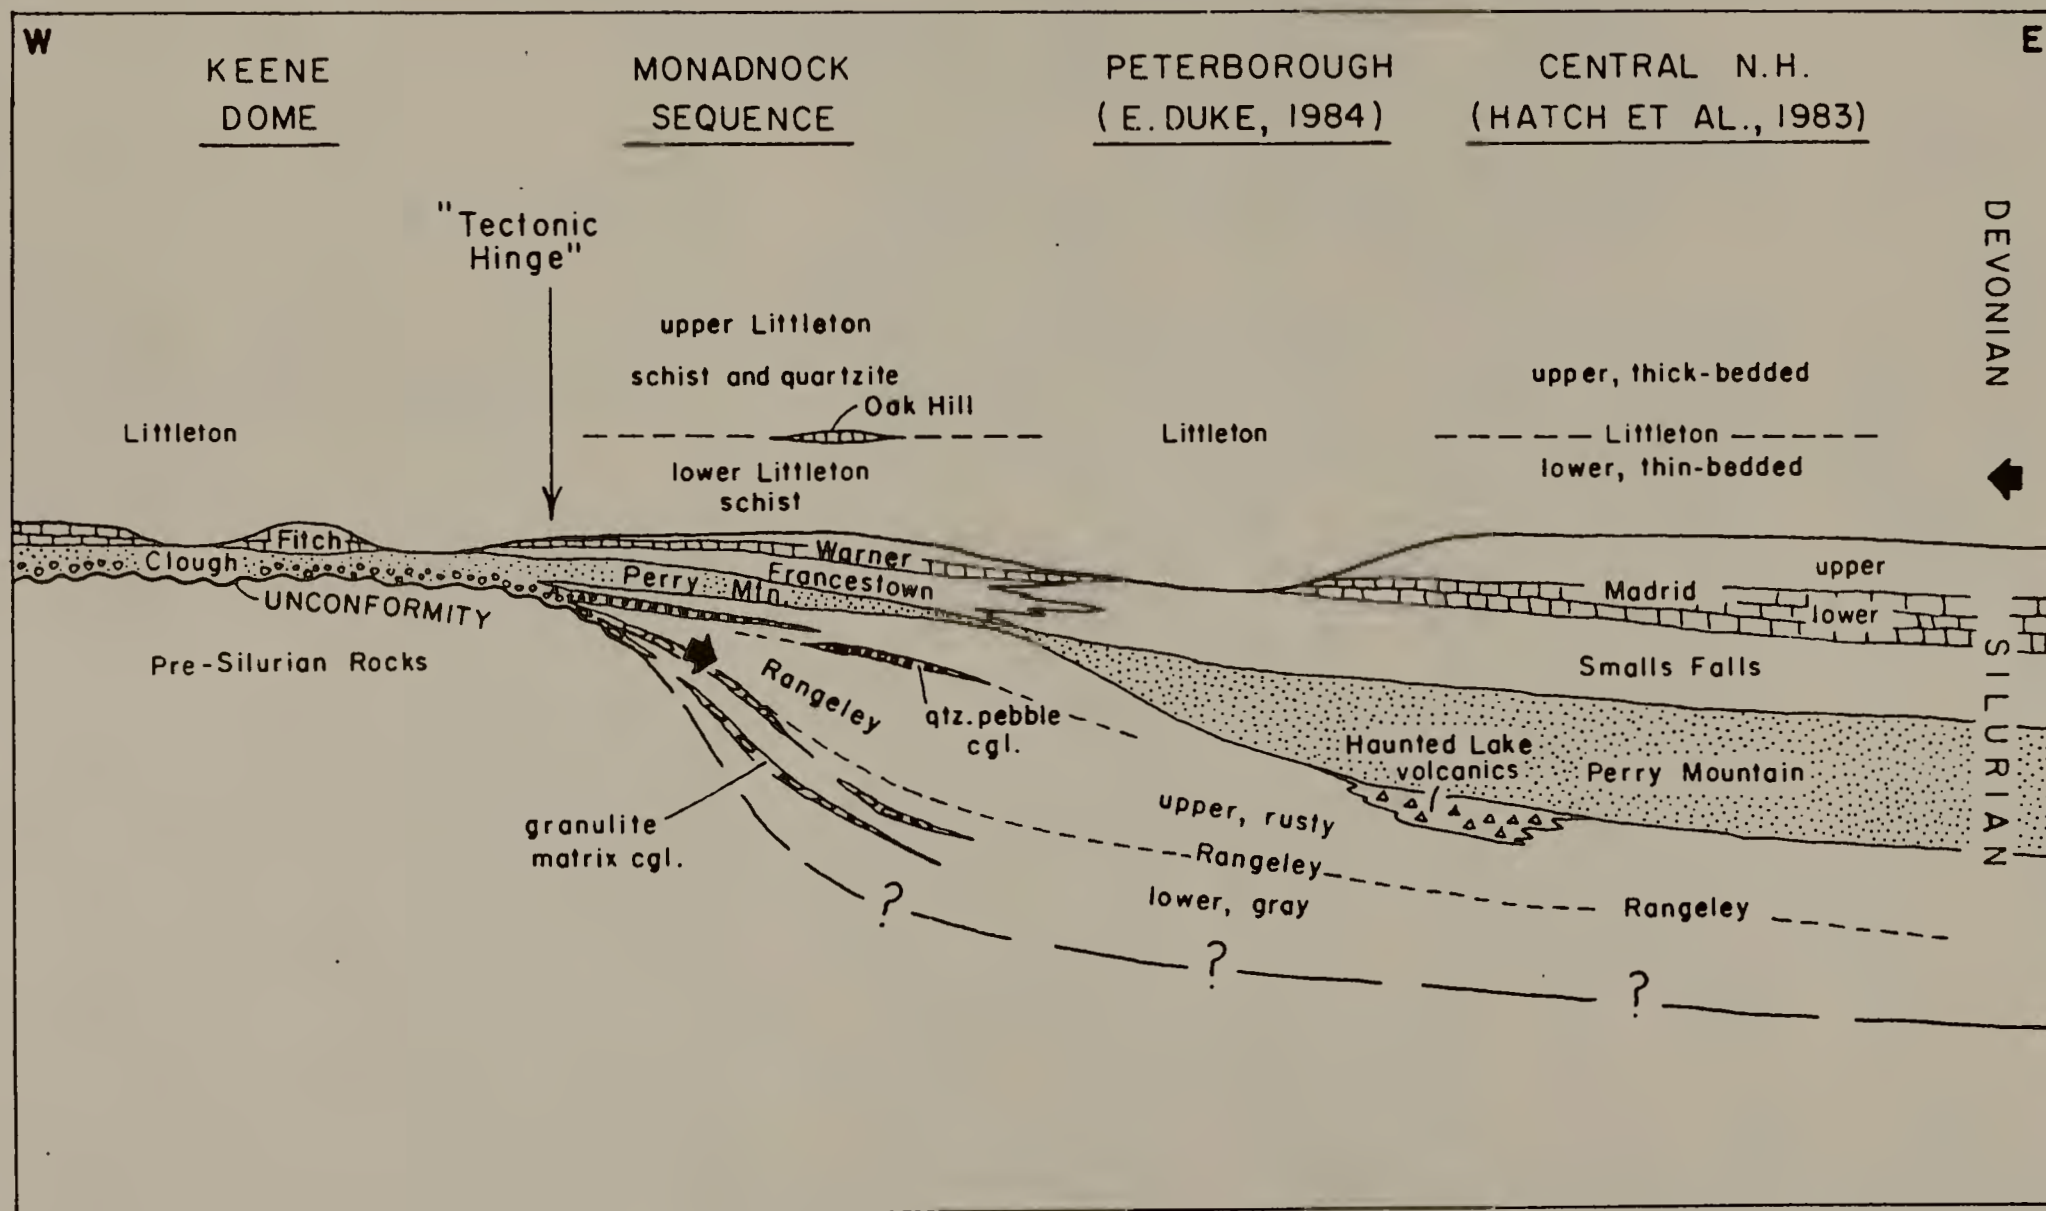 W
E
KEENE
DOME
MONADNOCK
SEQUENCE
PETERBOROUGH
(E. DUKE, 1984)
CENTRAL N.H.
(HATCH ET AL., 1983)
"Tectonic
Hinge"
DEVONIAN
upper Littleton
schist and quartzite
Oak Hill
upper, thick-bedded
Littleton
Littleton
Littleton
lower Littleton
schist
lower, thin-bedded
Fitch
Clough
UNCONFORMITY
Pre-Silurian Rocks
Warner
Francestown
Perry Mtn.
Rangeley
qtz. pebble
cgl.
granulite
matrix cgl.
upper
Madrid
lower
Smalls Falls
SILURIAN
Haunted Lake
volcanics
Perry Mountain
upper, rusty
Rangeley
lower, gray
Rangeley
?
?
?